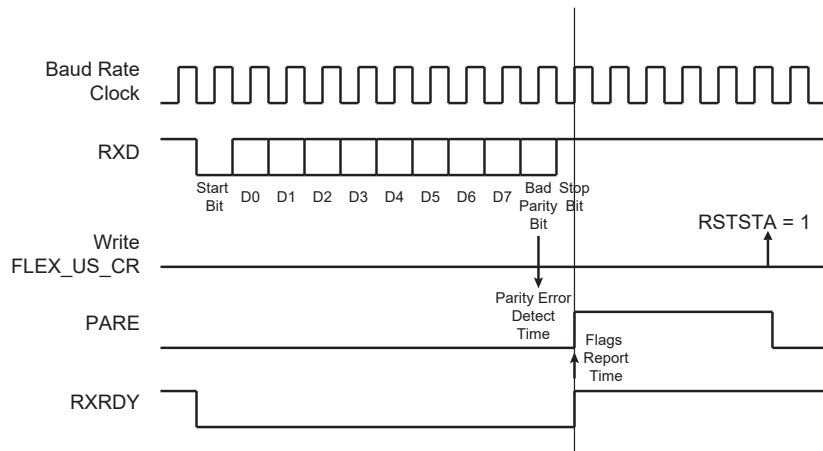 Baud Rate
Clock
RXD
Start
Bit
D0 D1 D2 D3 D4 D5 D6 D7
Bad
Parity
Bit
Stop
Bit
Write
FLEX_US_CR
RSTSTA = 1
Parity Error
Detect
Time
PARE
Flags
Report
Time
RXRDY